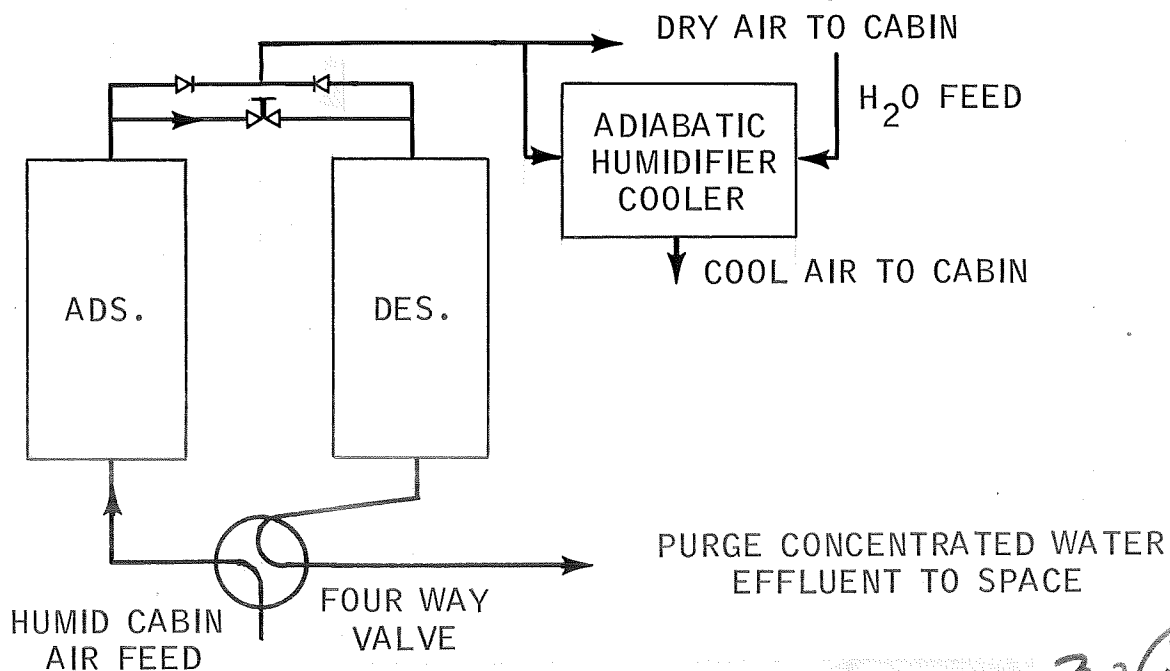 DRY AIR TO CABIN
H2O FEED
ADIABATIC
HUMIDIFIER
COOLER
COOL AIR TO CABIN
ADS.
DES.
PURGE CONCENTRATED WATER
EFFLUENT TO SPACE
FOUR WAY
VALVE
HUMID CABIN
AIR FEED